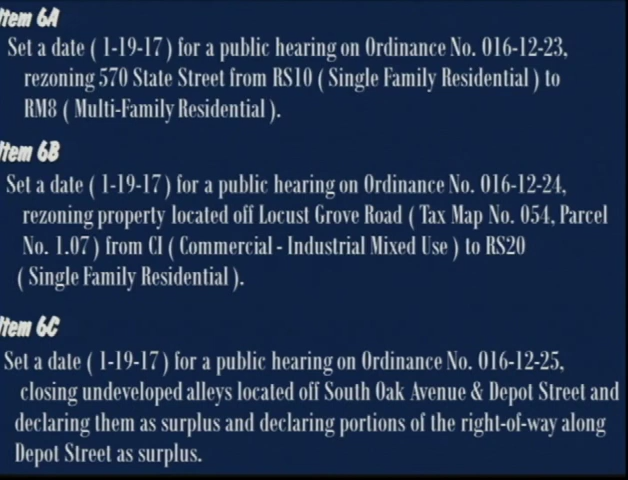 Item 6A
Set a date ( 1-19-17 ) for a public hearing on Ordinance No. 016-12-23,
rezoning 570 State Street from RS10 ( Single Family Residential ) to
RM8 ( Multi-Family Residential ).
Item 6B
Set a date ( 1-19-17 ) for a public hearing on Ordinance No. 016-12-24,
rezoning property located off Locust Grove Road ( Tax Map No. 054, Parcel
No. 1.07 ) from CI ( Commercial - Industrial Mixed Use ) to RS20
( Single Family Residential ).
Item 6C
Set a date ( 1-19-17 ) for a public hearing on Ordinance No. 016-12-25,
closing undeveloped alleys located off South Oak Avenue & Depot Street and
declaring them as surplus and declaring portions of the right-of-way along
Depot Street as surplus.